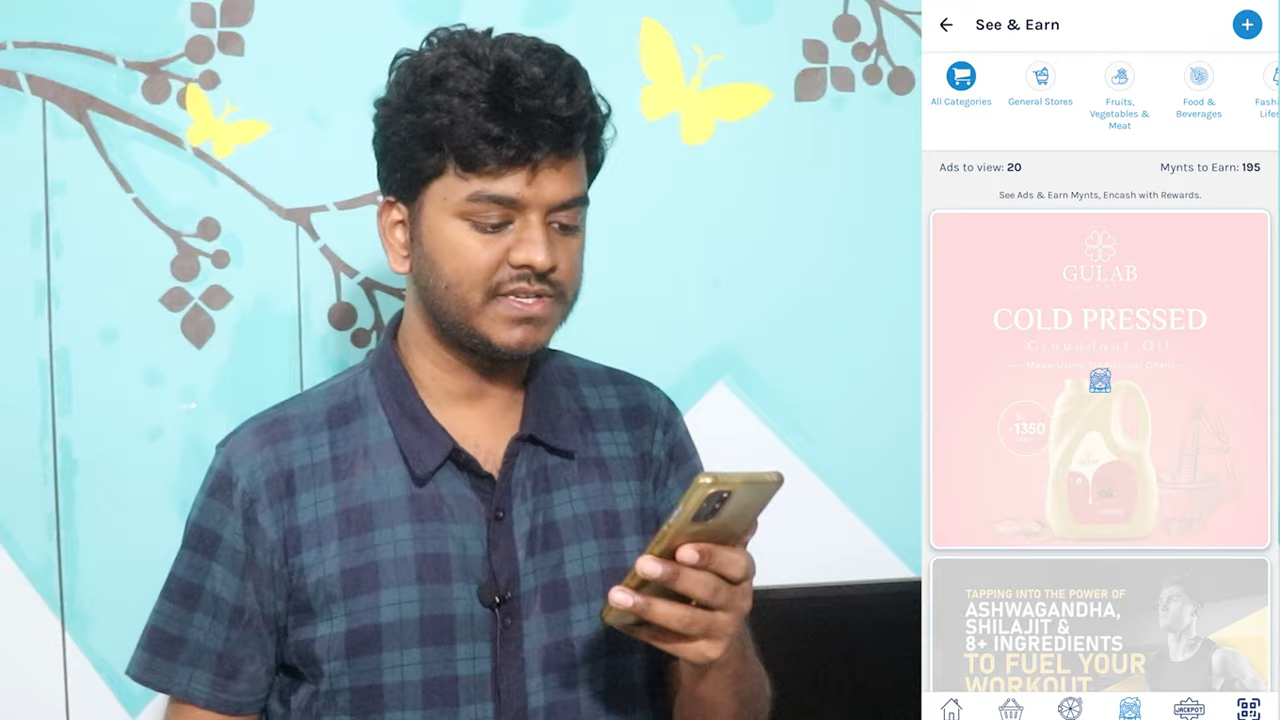 See & Earn
All Categories
General Stores
Fruits,
Vegetables &
Meat
Food &
Beverages
Ads to view: 20
Mynts to Earn: 195
See Ads & Earn Mynts, Encash with Rewards.
GULAB
COLD PRESSED
Groundnut Oil
1350
TAPPING INTO THE POWER OF
ASHWAGANDHA,
SHILAJIT &
8+ INGREDIENTS
TO FUEL YOUR
WORKOUT
JACKPOT